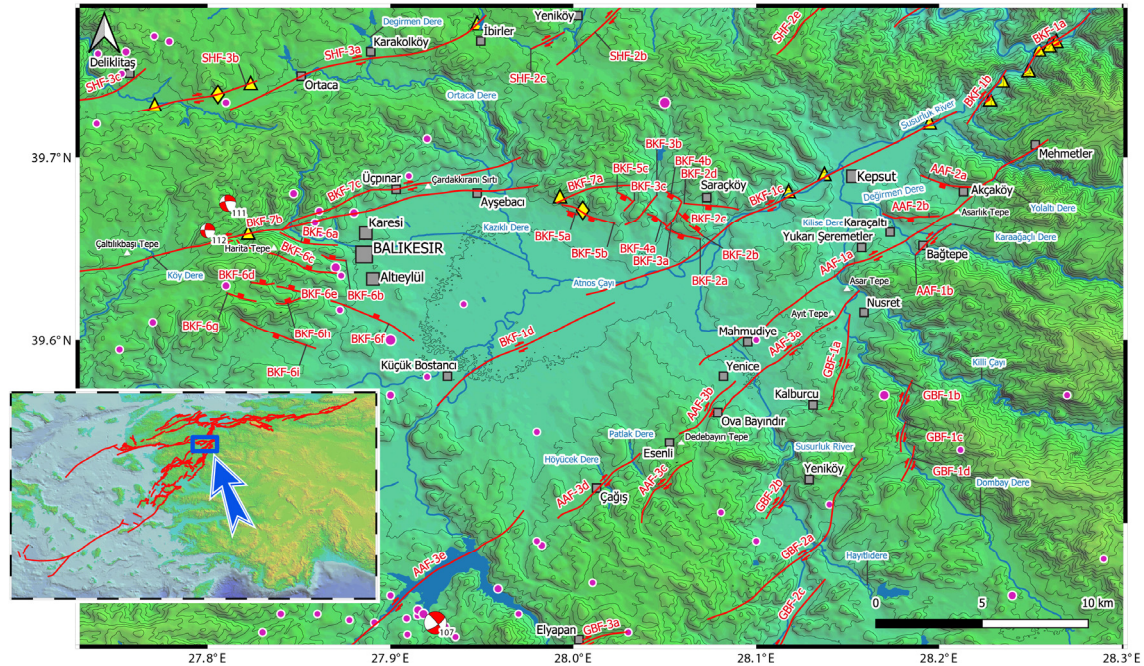 Değirmen Dere
Yeniköy
İbirler
Karakolköy
SHF-2e
BKF-1a
SHF-3b
SHF-3a
SHF-2b
Deliklitaş
SHF-3c
SHF-2c
BKF-1b
Ortaca
Ortaca Dere
Susurluk River
39.7°N
BKF-3b
Mehmetler
BKF-4b
BKF-5c
BKF-2d
Kepsut
AAF-2a
Üçpınar
BKF-7c
Çardakkıranı Sırtı
BKF-7a
BKF-3c
Saraçköy
BKF-1c
Değirmen Dere
Akçaköy
Ayşebacı
Yolaltı Dere
111
BKF-7b
Karesi
Kazıklı Dere
BKF-2c
Kilise Dere
AAF-2b
Karaçaltı
Asarlık Tepe
112
BKF-6a
BKF-5a
Yukarı Şeremetler
Karaağaçlı Dere
Çaltılıkbaşı Tepe
Harita Tepe
BKF-6c
BALIKESİR
BKF-5b
BKF-4a
BKF-3a
BKF-2b
AAF-1a
Bağtepe
Köy Dere
BKF-6d
Altıeylül
Atnos Çayı
BKF-2a
Asar Tepe
BKF-6e
BKF-6b
AAF-1b
Nusret
Ayıt Tepe
BKF-6g
BKF-6h
BKF-6f
BKF-1d
Mahmudiye
AAF-3a
39.6°N
BKF-6i
Küçük Bostancı
Yenice
GBF-1a
Killi Çayı
AAF-3b
Kalburcu
GBF-1b
Ova Bayındır
Patlak Dere
Dedebayırı Tepe
GBF-1c
Esenli
Susurluk River
Höyücek Dere
AAF-3c
Yeniköy
GBF-1d
AAF-3d
Çağış
GBF-2b
Dombay Dere
GBF-2a
Hayıtlıdere
AAF-3e
GBF-2c
0 5 10 km
107
Elyapan
GBF-3a
27.8°E 27.9°E 28.0°E 28.1°E 28.2°E 28.3°E